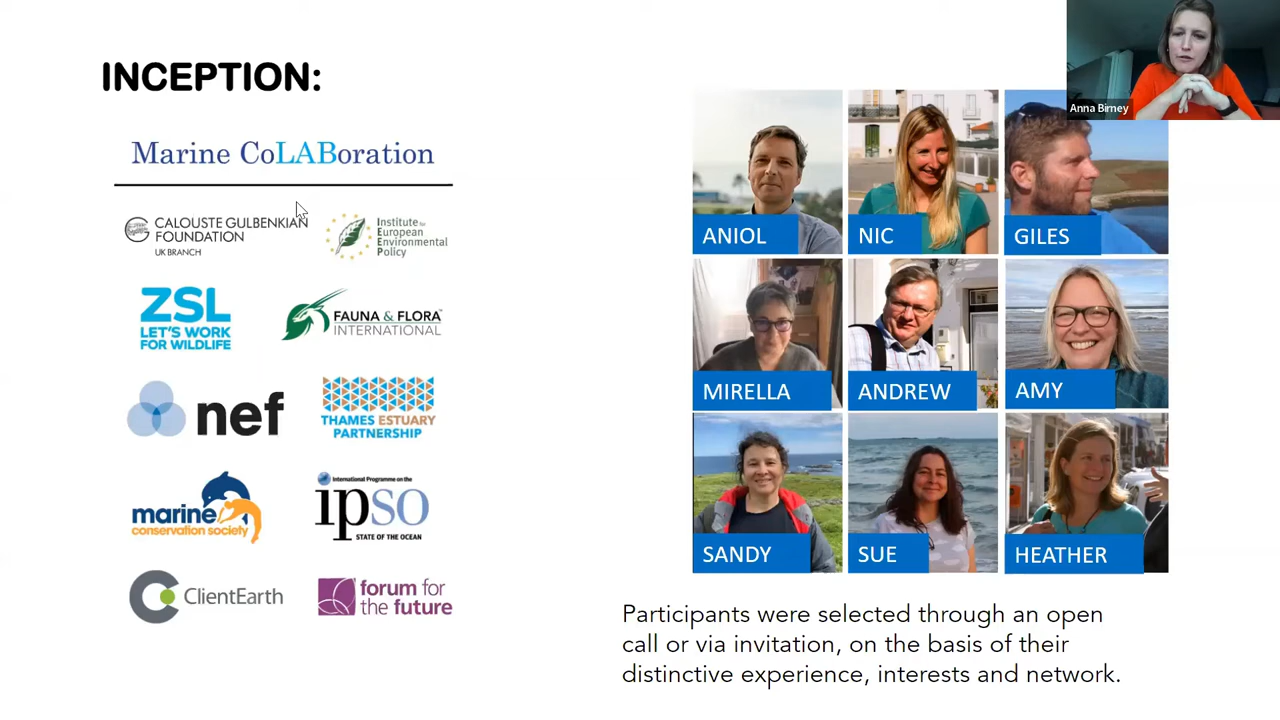 INCEPTION:
Marine CoLABoration
CALOUSTE GULBENKIAN
FOUNDATION
UK BRANCH
Institute for
European
Environmental
Policy
ZSL
LET'S WORK
FOR WILDLIFE
FAUNA & FLORA
INTERNATIONAL
nef
THAMES ESTUARY
PARTNERSHIP
marine
conservation society
International Programme on the
ipso
STATE OF THE OCEAN
ClientEarth
forum for
the future
Anna Birney
ANIOL
NIC
GILES
MIRELLA
ANDREW
AMY
SANDY
SUE
HEATHER
Participants were selected through an open
call or via invitation, on the basis of their
distinctive experience, interests and network.